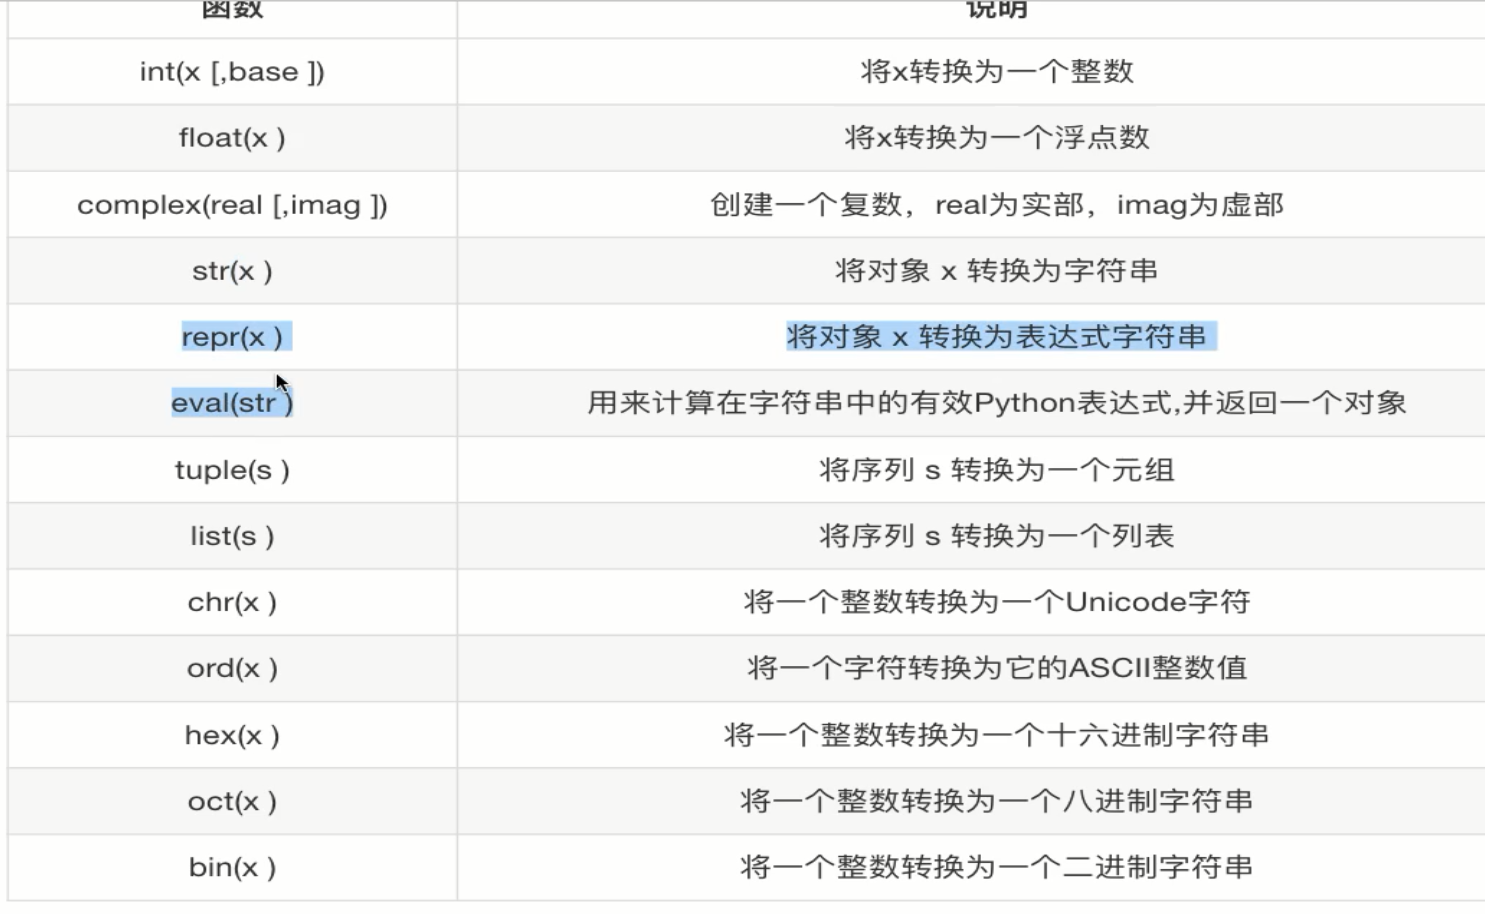 函数 说明
int(x [,base ]) 将x转换为一个整数
float(x ) 将x转换为一个浮点数
complex(real [,imag ]) 创建一个复数，real为实部，imag为虚部
str(x ) 将对象 x 转换为字符串
repr(x ) 将对象 x 转换为表达式字符串
eval(str ) 用来计算在字符串中的有效Python表达式,并返回一个对象
tuple(s ) 将序列 s 转换为一个元组
list(s ) 将序列 s 转换为一个列表
chr(x ) 将一个整数转换为一个Unicode字符
ord(x ) 将一个字符转换为它的ASCII整数值
hex(x ) 将一个整数转换为一个十六进制字符串
oct(x ) 将一个整数转换为一个八进制字符串
bin(x ) 将一个整数转换为一个二进制字符串